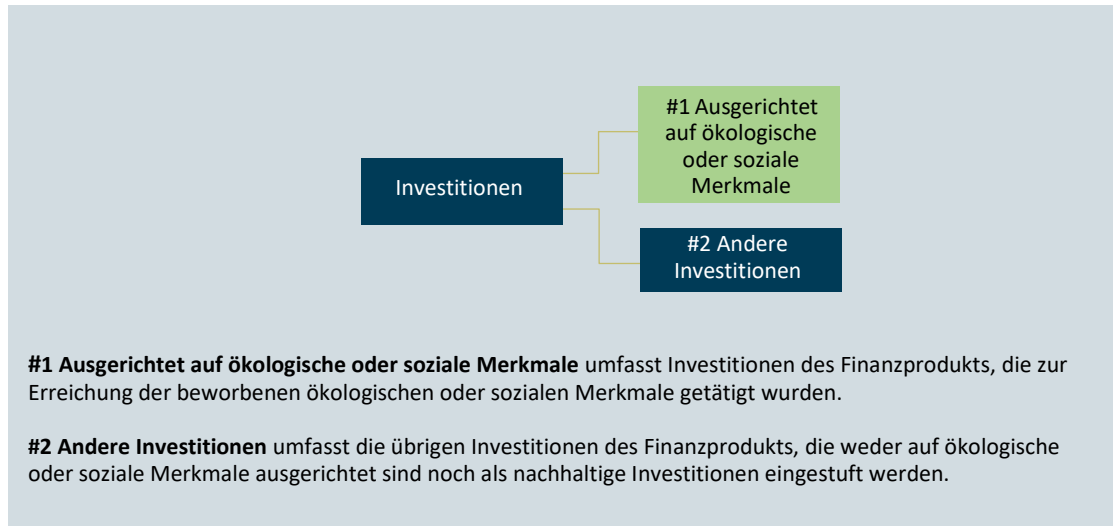 #1 Ausgerichtet
auf ökologische
oder soziale
Merkmale
Investitionen
#2 Andere
Investitionen
#1 Ausgerichtet auf ökologische oder soziale Merkmale umfasst Investitionen des Finanzprodukts, die zur
Erreichung der beworbenen ökologischen oder sozialen Merkmale getätigt wurden.
#2 Andere Investitionen umfasst die übrigen Investitionen des Finanzprodukts, die weder auf ökologische
oder soziale Merkmale ausgerichtet sind noch als nachhaltige Investitionen eingestuft werden.